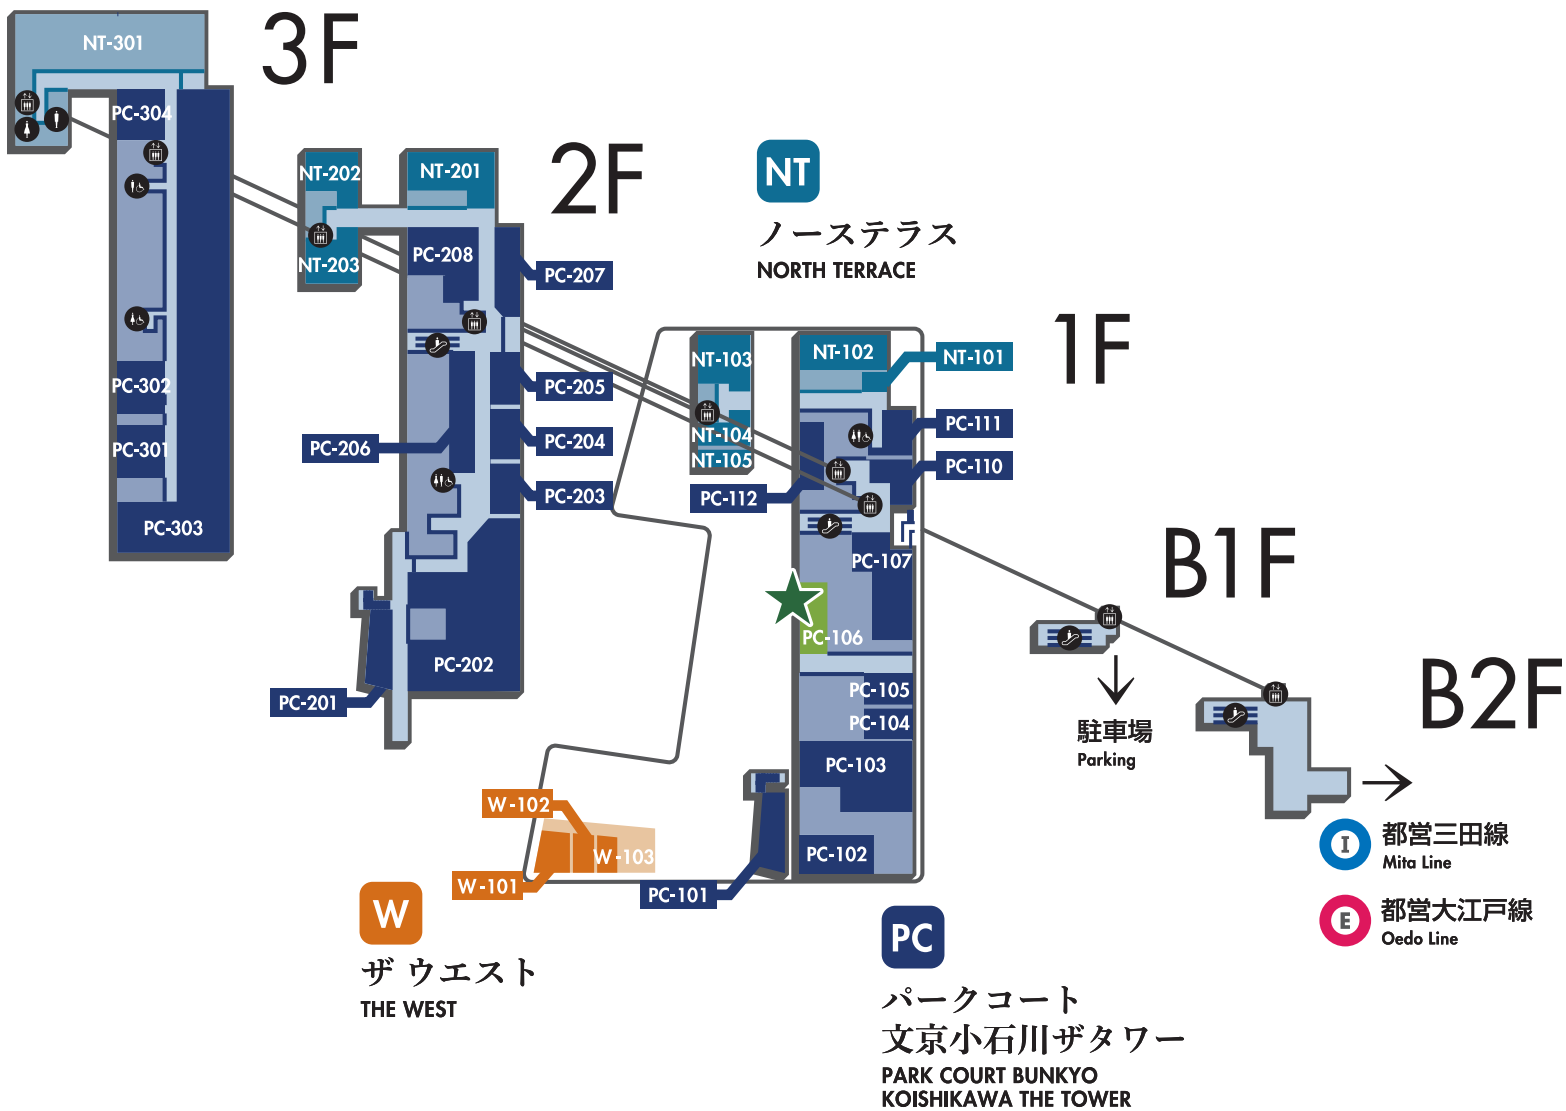 3F
NT-301
PC-304
PC-302
PC-301
PC-303
2F
NT-202
NT-201
NT-203
PC-208
PC-207
PC-205
PC-206
PC-204
PC-203
PC-202
PC-201
NT
ノーステラス
NORTH TERRACE
1F
NT-103
NT-102
NT-101
NT-104
NT-105
PC-111
PC-110
PC-112
PC-107
PC-106
PC-105
PC-104
PC-103
PC-102
PC-101
W-102
W-103
W-101
W
ザ ウエスト
THE WEST
PC
パークコート
文京小石川ザタワー
PARK COURT BUNKYO
KOISHIKAWA THE TOWER
B1F
駐車場
Parking
B2F
I
都営三田線
Mita Line
E
都営大江戸線
Oedo Line